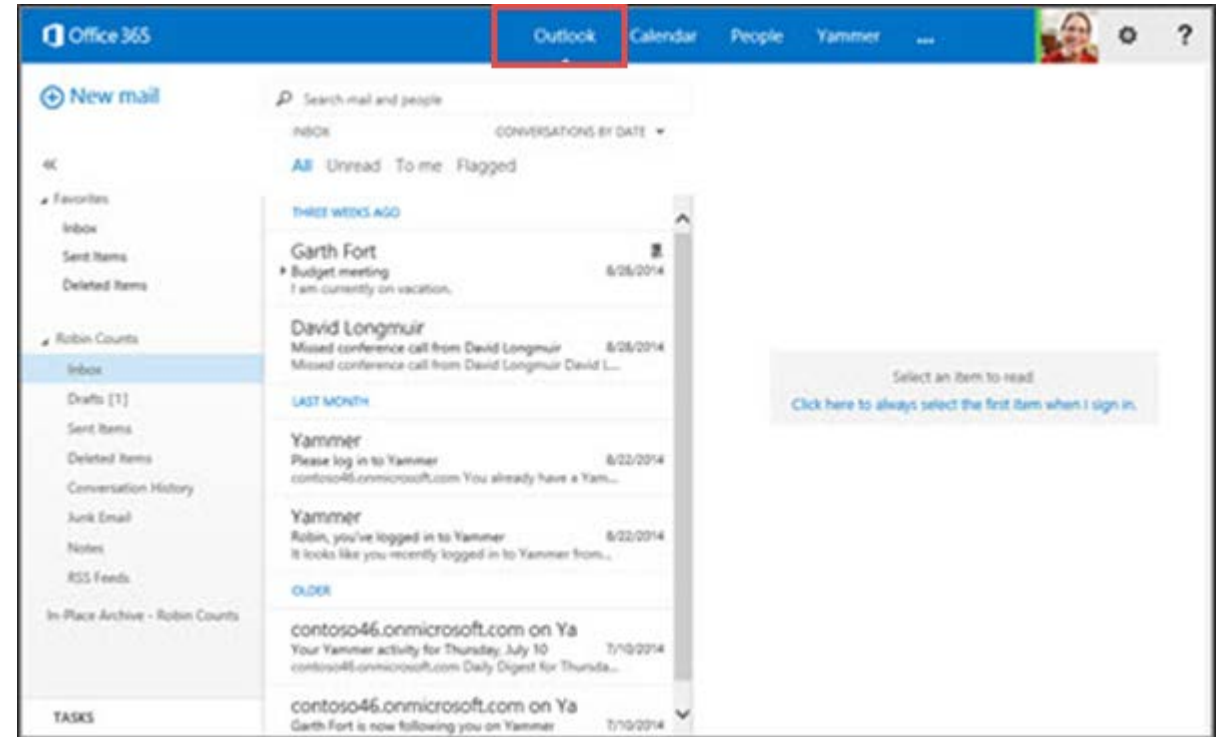 Office 365
Outlook Calendar People Yammer ... ?
New mail
Search mail and people
INBOX CONVERSATIONS BY DATE
All Unread To me Flagged
Favorites
Inbox
Sent Items
Deleted Items
Robin Counts
Inbox
Drafts [1]
Sent Items
Deleted Items
Conversation History
Junk Email
Notes
RSS Feeds
In-Place Archive - Robin Counts
TASKS
THREE WEEKS AGO
Garth Fort
Budget meeting 8/28/2014
I am currently on vacation.
David Longmuir
Missed conference call from David Longmuir 8/28/2014
Missed conference call from David Longmuir David L...
LAST MONTH
Yammer
Please log in to Yammer 8/22/2014
contoso46.onmicrosoft.com You already have a Yam...
Yammer
Robin, you've logged in to Yammer 8/22/2014
It looks like you recently logged in to Yammer from...
OLDER
contoso46.onmicrosoft.com on Ya
Your Yammer activity for Thursday, July 10 7/10/2014
contoso46.onmicrosoft.com Daily Digest for Thursda...
contoso46.onmicrosoft.com on Ya
Garth Fort is now following you on Yammer 7/10/2014
Select an item to read
Click here to always select the first item when I sign in.